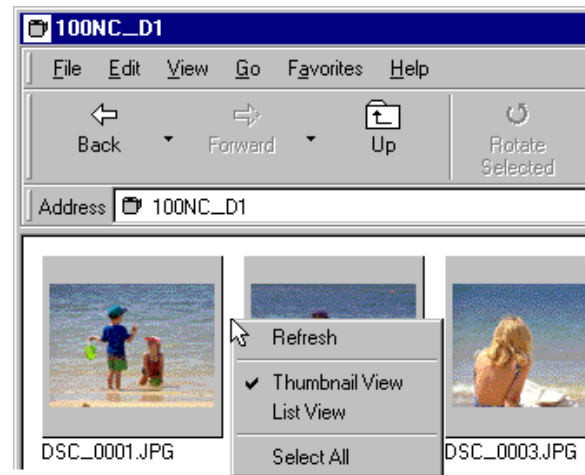 100NC_D1
File Edit View Go Favorites Help
Back Forward Up Rotate
Selected
Address 100NC_D1
Refresh
Thumbnail View
List View
Select All
DSC_0001.JPG DSC_0003.JPG